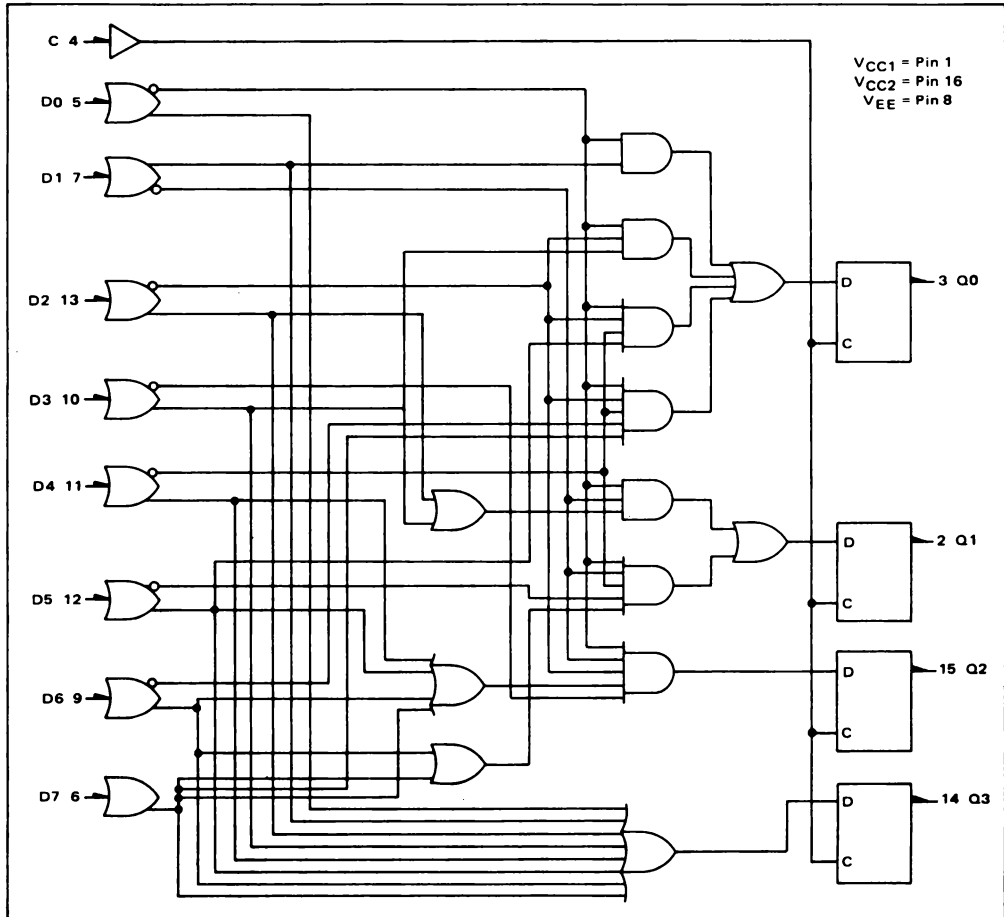 C 4
VCC1 = Pin 1
VCC2 = Pin 16
VEE = Pin 8
D0 5
D1 7
D2 13
D 3 Q0
C
D3 10
D4 11
D 2 Q1
C
D5 12
D 15 Q2
C
D6 9
D7 6
D 14 Q3
C